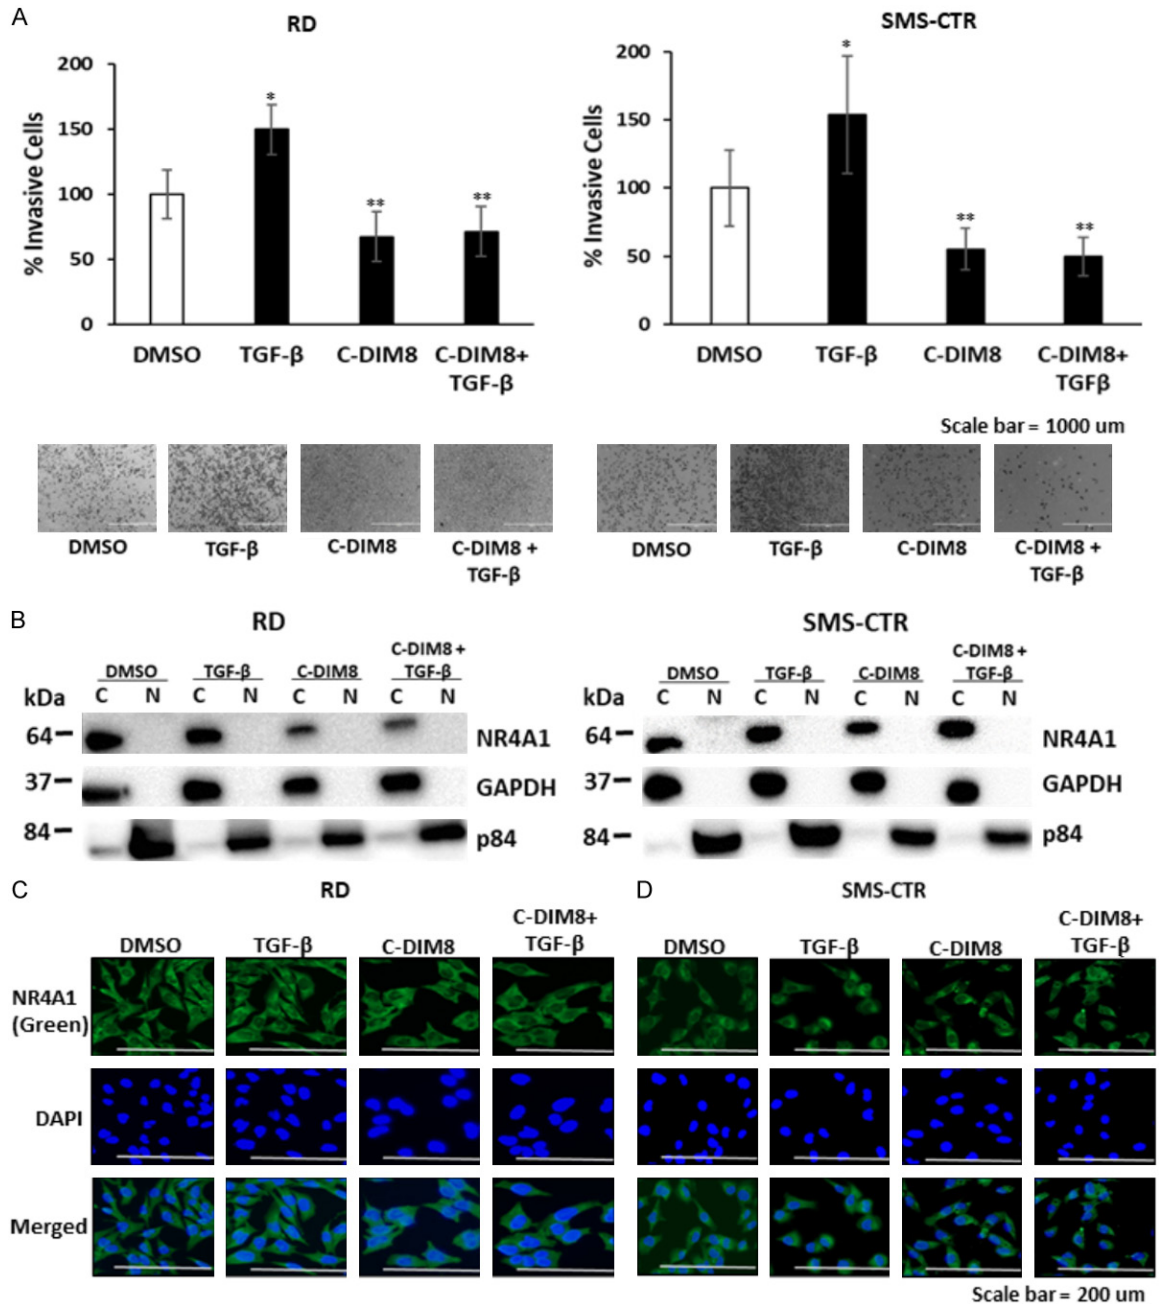 A
RD
SMS-CTR
% Invasive Cells
200
150
100
50
0
*
**
**
DMSO
TGF-β
C-DIM8
C-DIM8+
TGF-β
% Invasive Cells
200
150
100
50
0
*
**
**
DMSO
TGF-β
C-DIM8
C-DIM8+
TGFβ
Scale bar = 1000 um
DMSO
TGF-β
C-DIM8
C-DIM8 +
TGF-β
DMSO
TGF-β
C-DIM8
C-DIM8 +
TGF-β
B
RD
DMSO
TGF-β
C-DIM8
C-DIM8 +
TGF-β
kDa
C N C N C N C N
64
NR4A1
37
GAPDH
84
p84
SMS-CTR
DMSO
TGF-β
C-DIM8
C-DIM8 +
TGF-β
kDa
C N C N C N C N
64
NR4A1
37
GAPDH
84
p84
C
RD
DMSO
TGF-β
C-DIM8
C-DIM8+
TGF-β
NR4A1
(Green)
DAPI
Merged
D
SMS-CTR
DMSO
TGF-β
C-DIM8
C-DIM8+
TGF-β
Scale bar = 200 um